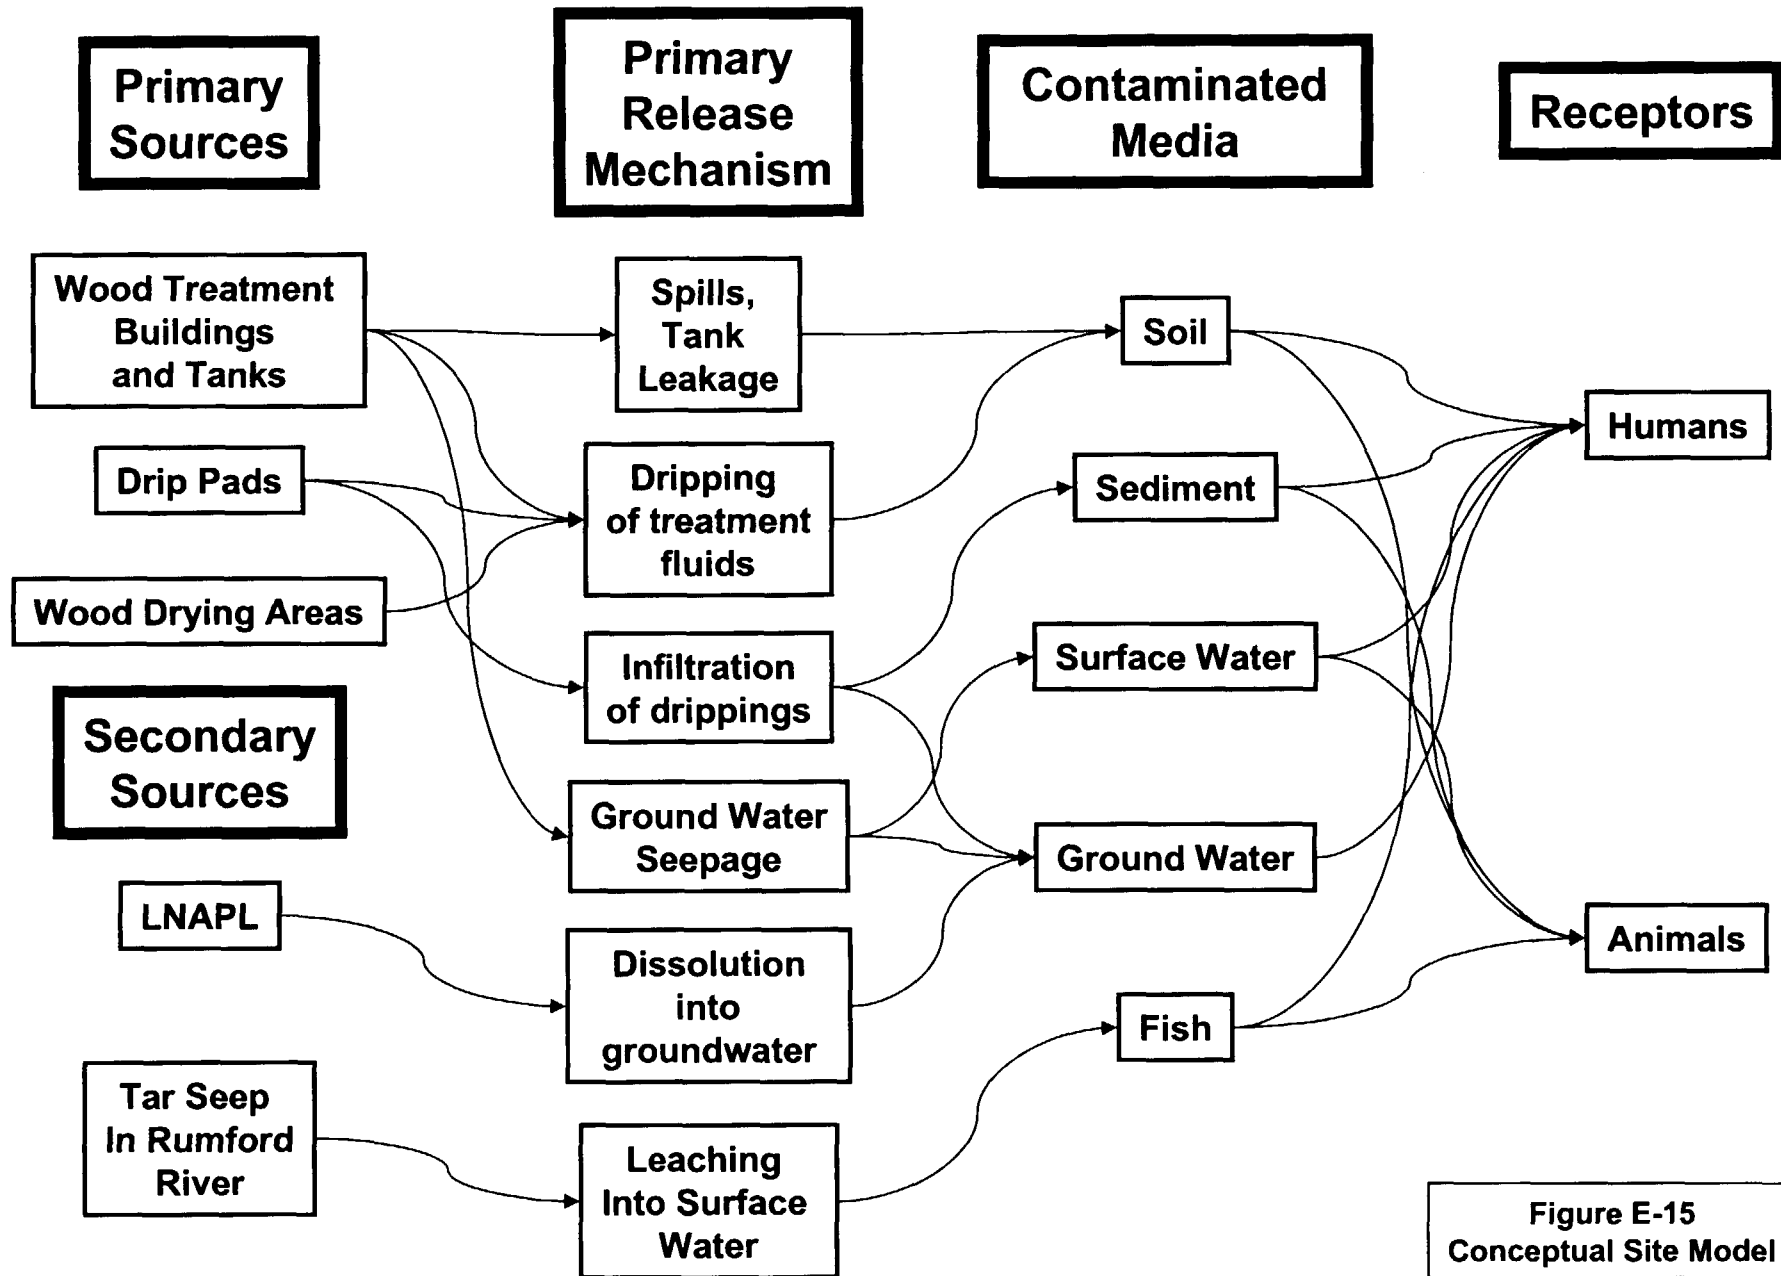 Primary
Sources
Primary
Release
Mechanism
Contaminated
Media
Receptors
Wood Treatment
Buildings
and Tanks
Drip Pads
Wood Drying Areas
Secondary
Sources
LNAPL
Tar Seep
In Rumford
River
Spills,
Tank
Leakage
Dripping
of treatment
fluids
Infiltration
of drippings
Ground Water
Seepage
Dissolution
into
groundwater
Leaching
Into Surface
Water
Soil
Sediment
Surface Water
Ground Water
Fish
Humans
Animals
Figure E-15
Conceptual Site Model